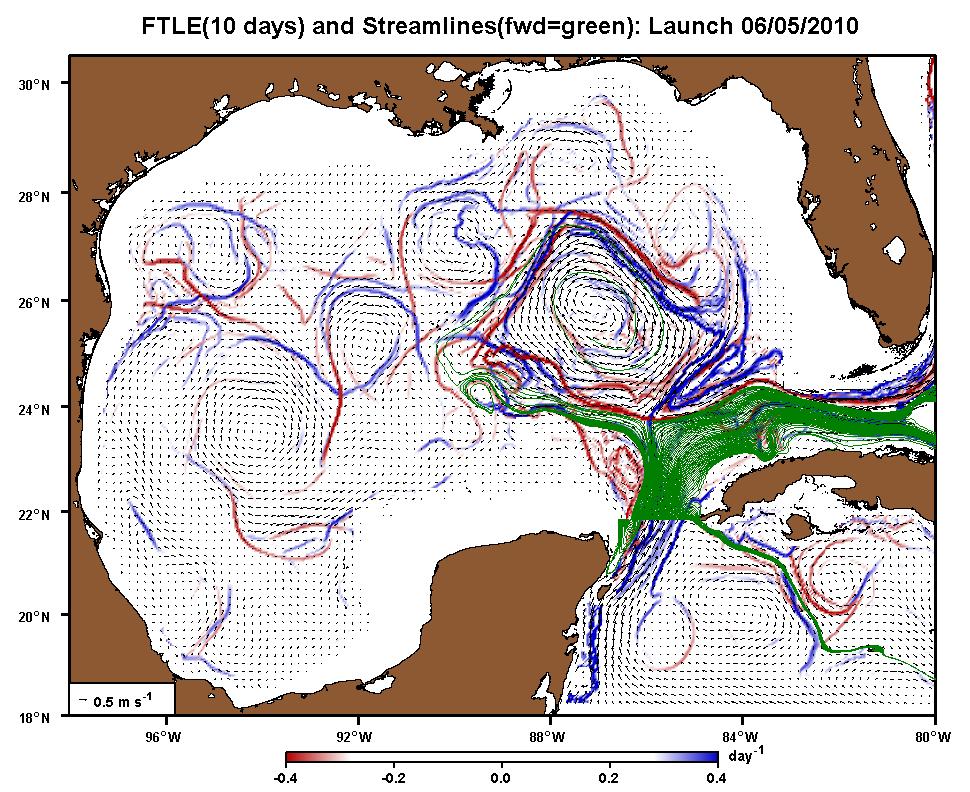 FTLE(10 days) and Streamlines(fwd=green): Launch 06/05/2010
30°N
28°N
26°N
24°N
22°N
20°N
18°N
~ 0.5 m s-1
96°W 92°W 88°W 84°W 80°W
day-1
-0.4 -0.2 0.0 0.2 0.4